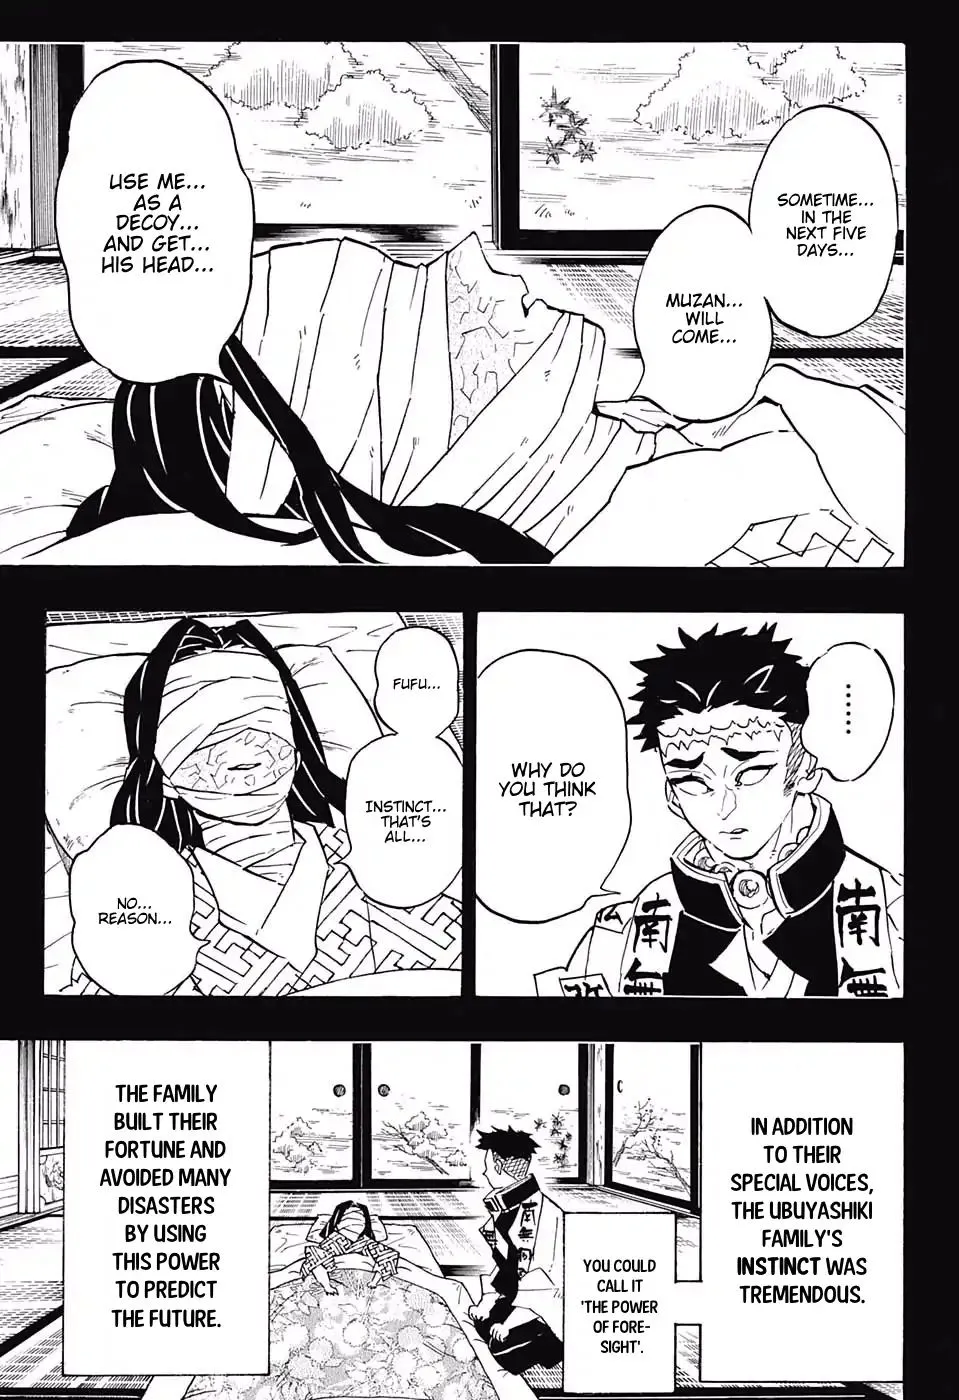 SOMETIME...
IN THE
NEXT FIVE
DAYS...
MUZAN...
WILL
COME...
USE ME...
AS A
DECOY...
AND GET...
HIS HEAD...
........
WHY DO
YOU THINK
THAT?
FUFU...
INSTINCT...
THAT'S
ALL...
NO...
REASON...
南無
南無
IN ADDITION
TO THEIR
SPECIAL VOICES,
THE UBUYASHIKI
FAMILY'S
INSTINCT WAS
TREMENDOUS.
YOU COULD
CALL IT
'THE POWER
OF FORE-
SIGHT'.
THE FAMILY
BUILT THEIR
FORTUNE AND
AVOIDED MANY
DISASTERS
BY USING
THIS POWER
TO PREDICT
THE FUTURE.